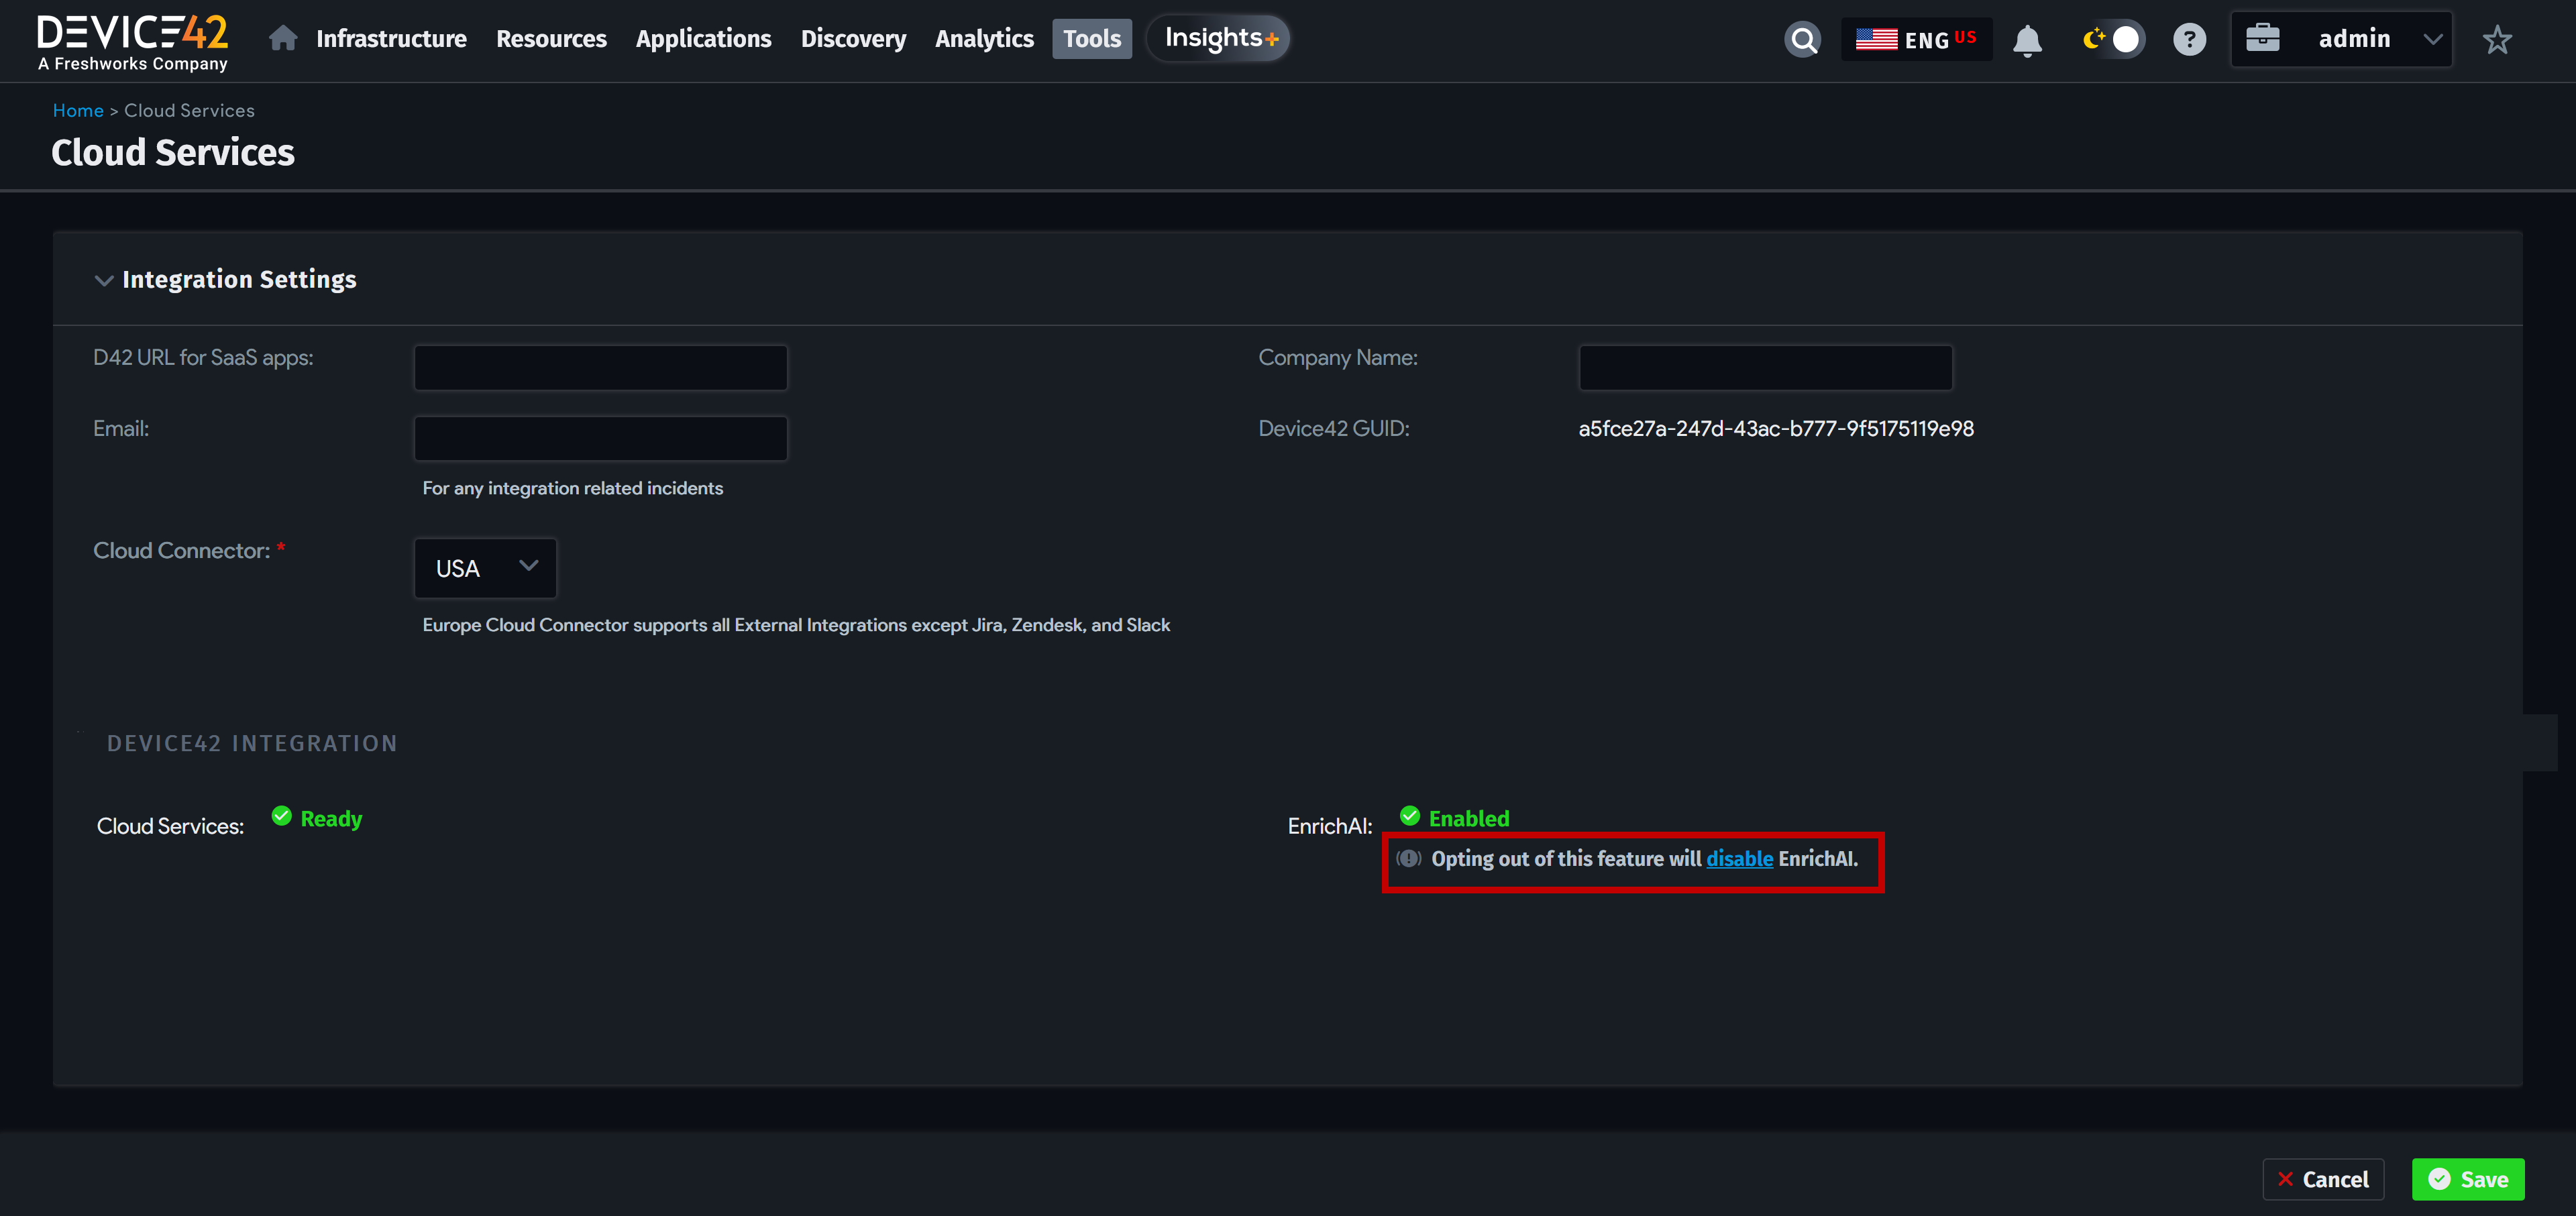 DEVICE42
A Freshworks Company
Infrastructure Resources Applications Discovery Analytics Tools Insights+ ENG US ? admin
Home > Cloud Services
Cloud Services
Integration Settings
D42 URL for SaaS apps:
Company Name:
Email:
For any integration related incidents
Device42 GUID: a5fce27a-247d-43ac-b777-9f5175119e98
Cloud Connector: * USA
Europe Cloud Connector supports all External Integrations except Jira, Zendesk, and Slack
DEVICE42 INTEGRATION
Cloud Services: Ready
EnrichAI: Enabled
Opting out of this feature will disable EnrichAI.
Cancel Save